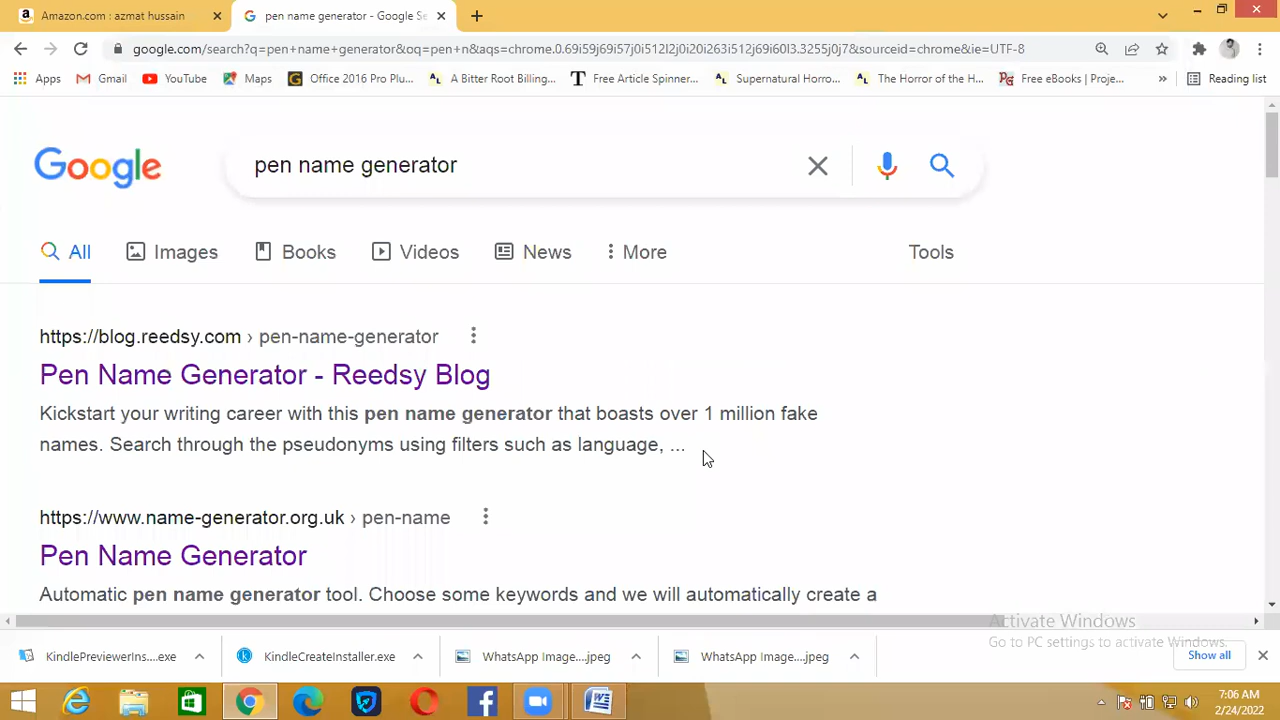 Amazon.com : azmat hussain
pen name generator - Google Se
google.com/search?q=pen+name+generator&oq=pen+n&aqs=chrome.0.69i59j69i57j0i512l2j0i20i263i512j69i60l3.3255j0j7&sourceid=chrome&ie=UTF-8
Apps Gmail YouTube Maps Office 2016 Pro Plu... A Bitter Root Billing... Free Article Spinner... Supernatural Horro... The Horror of the H... Free eBooks | Proje... » Reading list
Google
pen name generator
All Images Books Videos News More Tools
https://blog.reedsy.com › pen-name-generator
Pen Name Generator - Reedsy Blog
Kickstart your writing career with this pen name generator that boasts over 1 million fake
names. Search through the pseudonyms using filters such as language, ...
https://www.name-generator.org.uk › pen-name
Pen Name Generator
Automatic pen name generator tool. Choose some keywords and we will automatically create a
Activate Windows
Go to PC settings to activate Windows.
KindlePreviewerIns....exe KindleCreateInstaller.exe WhatsApp Image....jpeg WhatsApp Image....jpeg Show all
7:06 AM
2/24/2022